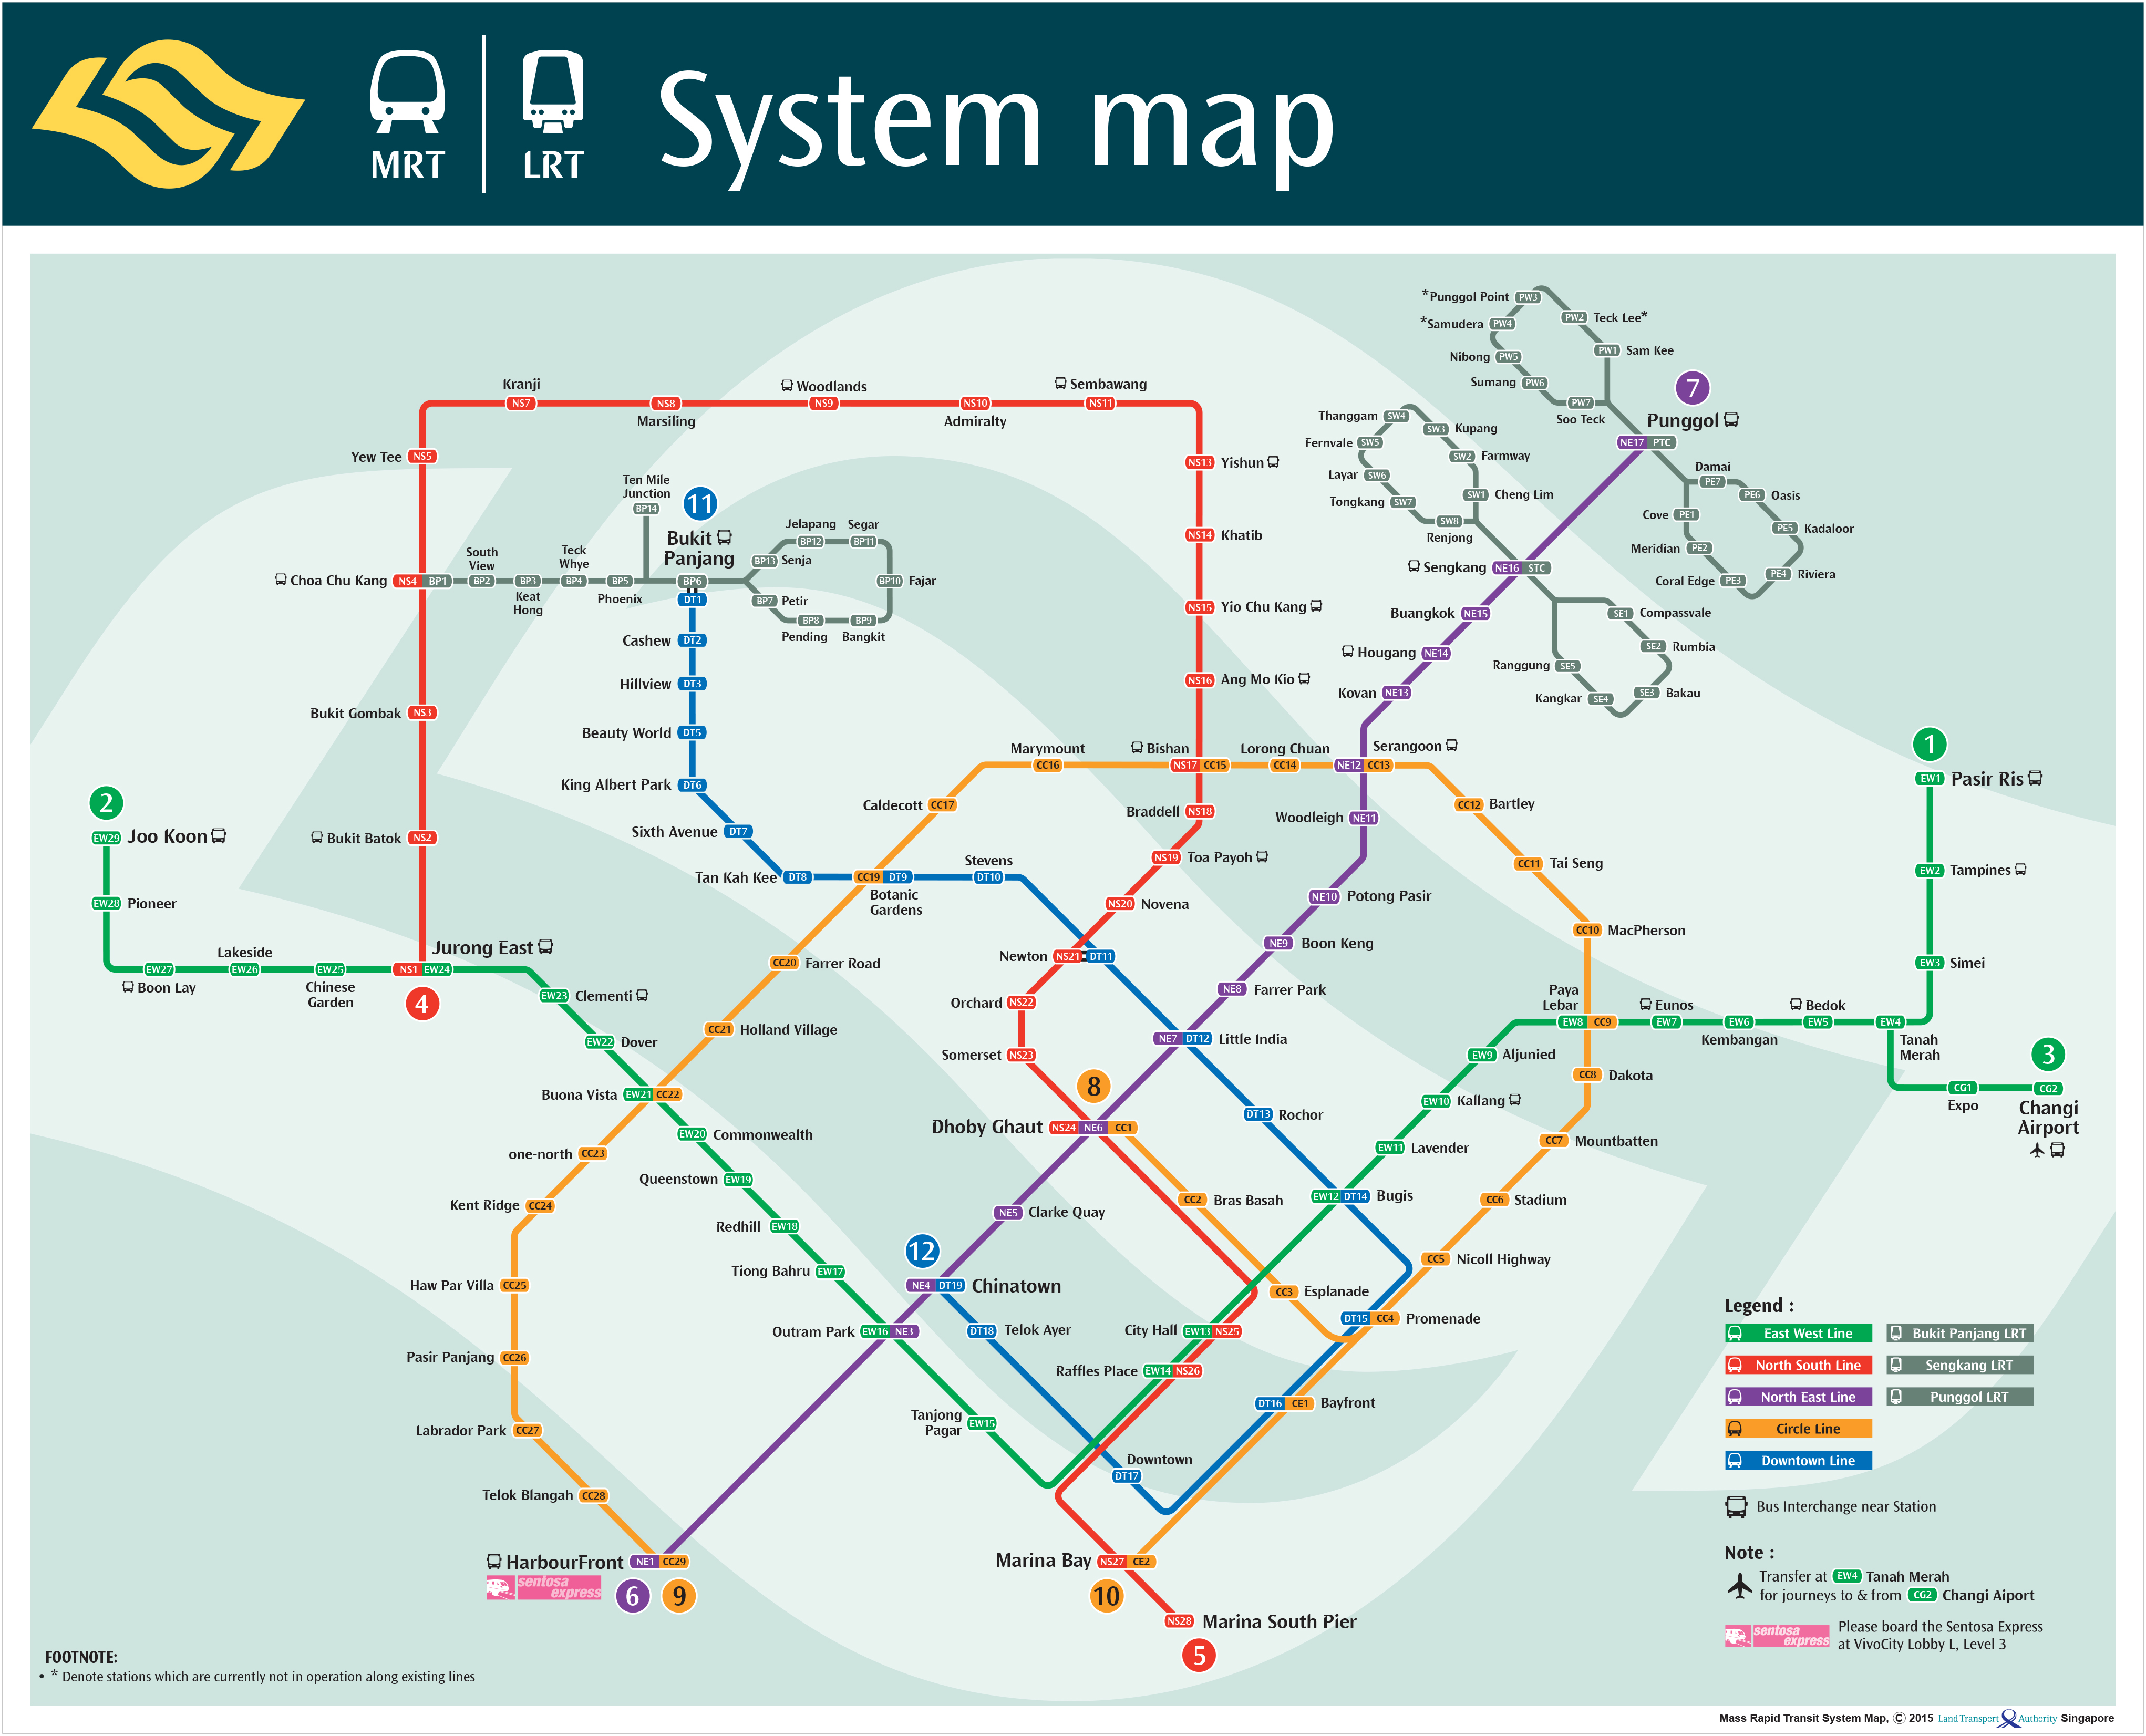 MRT
LRT
System map
*Punggol Point
PW3
PW2
Teck Lee*
*Samudera
PW4
Nibong
PW5
PW1
Sam Kee
Sumang
PW6
PW7
Soo Teck
7
Punggol
NE17
PTC
Kranji
NS7
NS8
Marsiling
Woodlands
NS9
NS10
Admiralty
Sembawang
NS11
Thanggam
SW4
SW3
Kupang
Fernvale
SW5
SW2
Farmway
Layar
SW6
SW1
Cheng Lim
Tongkang
SW7
SW8
Renjong
Damai
PE7
PE6
Oasis
Cove
PE1
PE5
Kadaloor
Meridian
PE2
Coral Edge
PE3
PE4
Riviera
Yew Tee
NS5
NS13
Yishun
Ten Mile
Junction
BP14
11
Bukit
Panjang
BP6
DT1
Jelapang
BP12
Segar
BP11
BP13
Senja
BP10
Fajar
BP7
Petir
BP8
Pending
BP9
Bangkit
NS14
Khatib
Choa Chu Kang
NS4
BP1
South
View
BP2
BP3
Keat
Hong
Teck
Whye
BP4
BP5
Phoenix
Sengkang
NE16
STC
NS15
Yio Chu Kang
Buangkok
NE15
SE1
Compassvale
Cashew
DT2
Hougang
NE14
SE2
Rumbia
Ranggung
SE5
Hillview
DT3
NS16
Ang Mo Kio
Kovan
NE13
Kangkar
SE4
SE3
Bakau
Bukit Gombak
NS3
Beauty World
DT5
Marymount
CC16
Bishan
NS17
CC15
Lorong Chuan
CC14
Serangoon
NE12
CC13
1
EW1
Pasir Ris
King Albert Park
DT6
Caldecott
CC17
Braddell
NS18
Woodleigh
NE11
CC12
Bartley
2
EW29
Joo Koon
Bukit Batok
NS2
Sixth Avenue
DT7
NS19
Toa Payoh
CC11
Tai Seng
EW2
Tampines
Tan Kah Kee
DT8
CC19
DT9
Botanic
Gardens
Stevens
DT10
NS20
Novena
NE10
Potong Pasir
EW28
Pioneer
CC10
MacPherson
Lakeside
Jurong East
EW27
Boon Lay
EW26
EW25
Chinese
Garden
NS1
EW24
4
CC20
Farrer Road
Newton
NS21
DT11
NE9
Boon Keng
EW3
Simei
EW23
Clementi
Orchard
NS22
NE8
Farrer Park
Paya
Lebar
EW8
CC9
Eunos
EW7
EW6
Kembangan
Bedok
EW5
EW4
Tanah
Merah
EW22
Dover
CC21
Holland Village
Somerset
NS23
NE7
DT12
Little India
EW9
Aljunied
CC8
Dakota
CG1
Expo
3
CG2
Changi
Airport
Buona Vista
EW21
CC22
8
Dhoby Ghaut
NS24
NE6
CC1
DT13
Rochor
EW10
Kallang
EW20
Commonwealth
EW11
Lavender
CC7
Mountbatten
one-north
CC23
Queenstown
EW19
CC2
Bras Basah
EW12
DT14
Bugis
CC6
Stadium
Kent Ridge
CC24
Redhill
EW18
NE5
Clarke Quay
CC5
Nicoll Highway
12
Haw Par Villa
CC25
Tiong Bahru
EW17
NE4
DT19
Chinatown
CC3
Esplanade
Outram Park
EW16
NE3
DT18
Telok Ayer
City Hall
EW13
NS25
DT15
CC4
Promenade
Pasir Panjang
CC26
Raffles Place
EW14
NS26
DT16
CE1
Bayfront
Labrador Park
CC27
Tanjong
Pagar
EW15
Downtown
DT17
Telok Blangah
CC28
HarbourFront
NE1
CC29
sentosa
express
6
9
Marina Bay
NS27
CE2
10
NS28
Marina South Pier
5
Legend :
East West Line
Bukit Panjang LRT
North South Line
Sengkang LRT
North East Line
Punggol LRT
Circle Line
Downtown Line
Bus Interchange near Station
Note :
Transfer at EW4 Tanah Merah
for journeys to & from CG2 Changi Aiport
sentosa
express
Please board the Sentosa Express
at VivoCity Lobby L, Level 3
FOOTNOTE:
• * Denote stations which are currently not in operation along existing lines
Mass Rapid Transit System Map, © 2015 Land Transport Authority Singapore